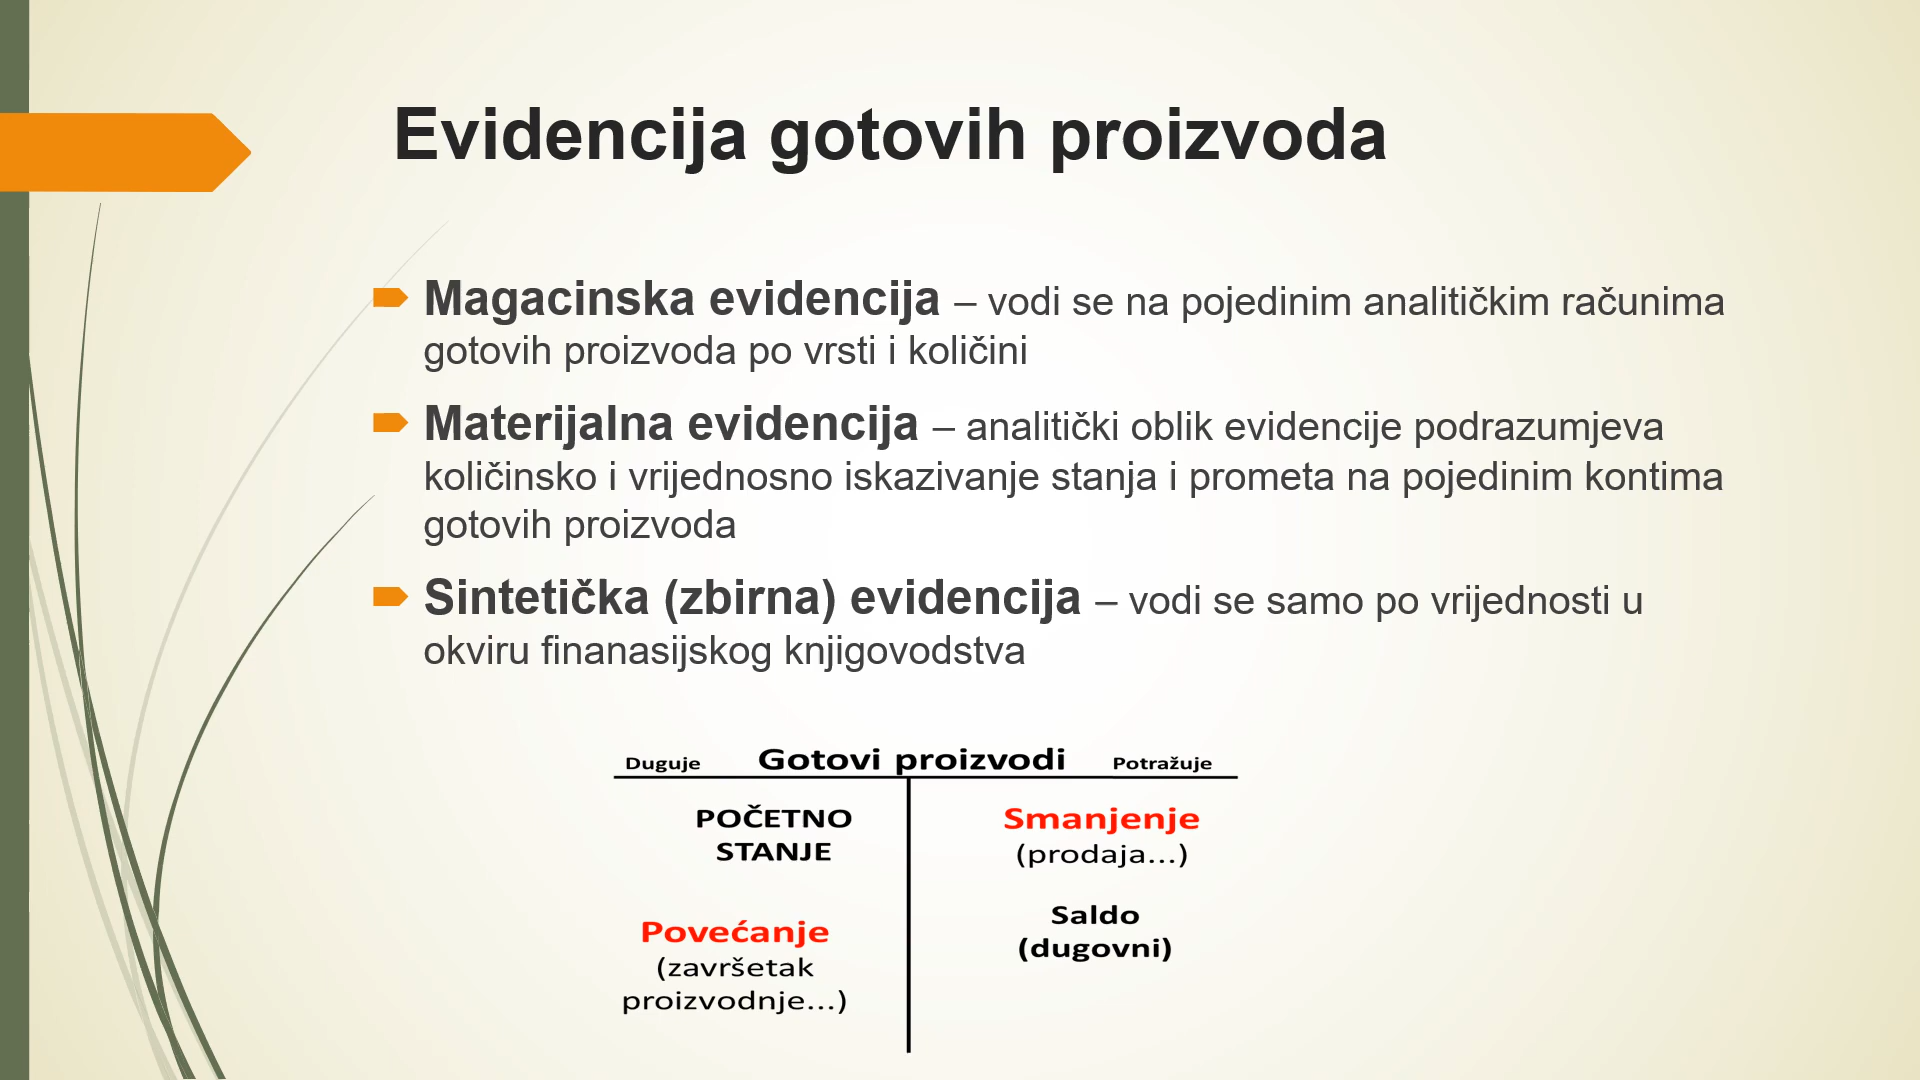 Evidencija gotovih proizvoda
Magacinska evidencija – vodi se na pojedinim analitičkim računima
gotovih proizvoda po vrsti i količini
Materijalna evidencija – analitički oblik evidencije podrazumjeva
količinsko i vrijednosno iskazivanje stanja i prometa na pojedinim kontima
gotovih proizvoda
Sintetička (zbirna) evidencija – vodi se samo po vrijednosti u
okviru finanasijskog knjigovodstva
Duguje Gotovi proizvodi Potražuje
POČETNO
STANJE
Povećanje
(završetak
proizvodnje...)
Smanjenje
(prodaja...)
Saldo
(dugovni)